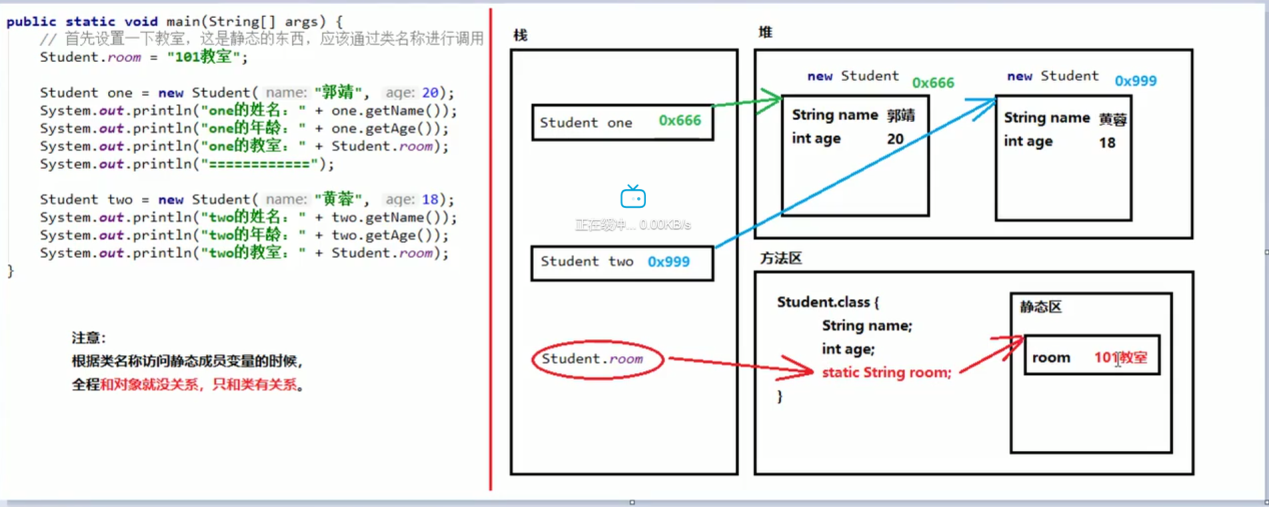 public static void main(String[] args) {
// 首先设置一下教室，这是静态的东西，应该通过类名称进行调用
Student.room = "101教室";
Student one = new Student( name: "郭靖", age: 20);
System.out.println("one的姓名：" + one.getName());
System.out.println("one的年龄：" + one.getAge());
System.out.println("one的教室：" + Student.room);
System.out.println("============");
Student two = new Student( name: "黄蓉", age: 18);
System.out.println("two的姓名：" + two.getName());
System.out.println("two的年龄：" + two.getAge());
System.out.println("two的教室：" + Student.room);
}
注意：
根据类名称访问静态成员变量的时候，
全程和对象就没关系，只和类有关系。
栈
Student one 0x666
正在缓冲... 0.00KB/s
Student two 0x999
Student.room
堆
new Student 0x666
String name 郭靖
int age 20
new Student 0x999
String name 黄蓉
int age 18
方法区
Student.class {
String name;
int age;
static String room;
}
静态区
room 101教室